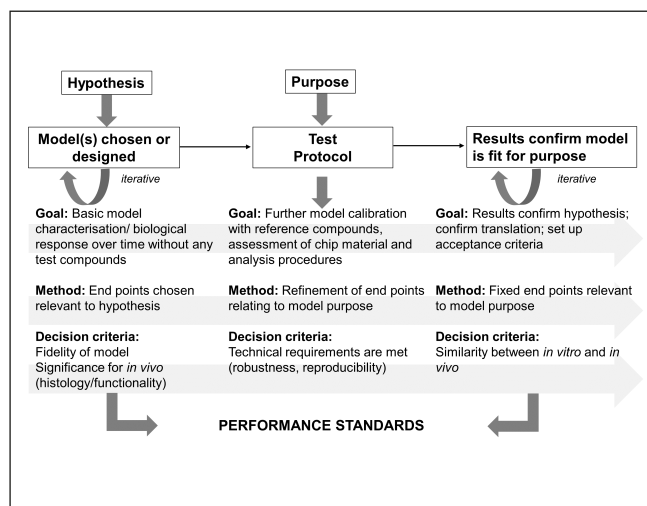 Hypothesis
Purpose
Model(s) chosen or
designed
Test
Protocol
Results confirm model
is fit for purpose
iterative
iterative
Goal: Basic model
characterisation/ biological
response over time without any
test compounds
Goal: Further model calibration
with reference compounds,
assessment of chip material and
analysis procedures
Goal: Results confirm hypothesis;
confirm translation; set up
acceptance criteria
Method: End points chosen
relevant to hypothesis
Method: Refinement of end points
relating to model purpose
Method: Fixed end points relevant
to model purpose
Decision criteria:
Fidelity of model
Significance for in vivo
(histology/functionality)
Decision criteria:
Technical requirements are met
(robustness, reproducibility)
Decision criteria:
Similarity between in vitro and in
vivo
PERFORMANCE STANDARDS